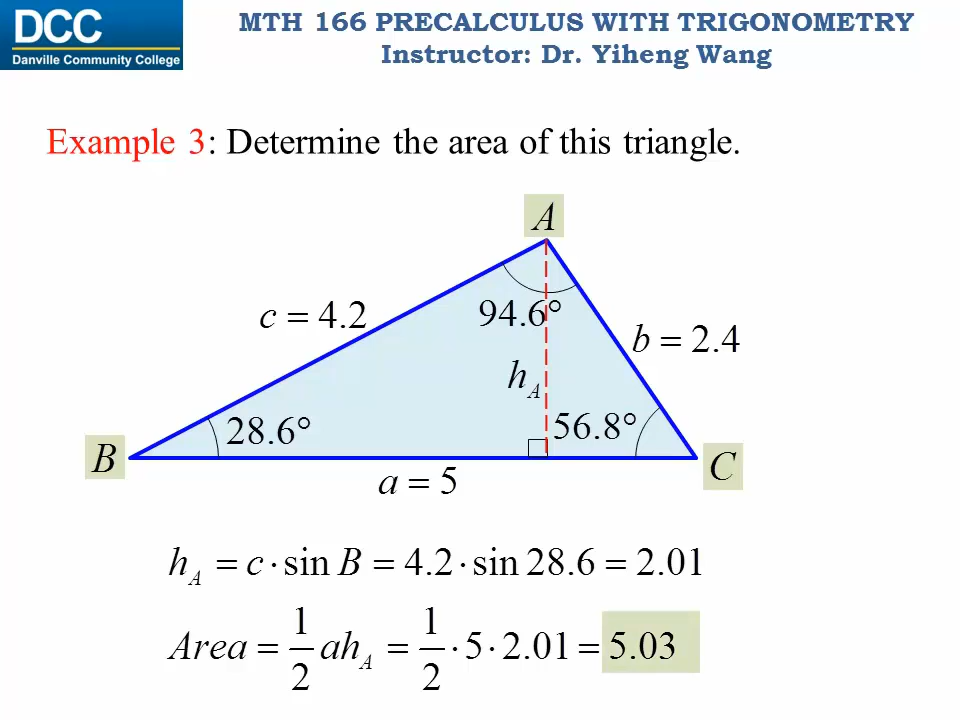 DCC
Danville Community College
MTH 166 PRECALCULUS WITH TRIGONOMETRY
Instructor: Dr. Yiheng Wang
Example 3: Determine the area of this triangle.
A
c = 4.2
94.6°
b = 2.4
h_A
28.6°
56.8°
B
C
a = 5
h_A = c · sin B = 4.2 · sin 28.6 = 2.01
Area = 1/2 ah_A = 1/2 · 5 · 2.01 = 5.03